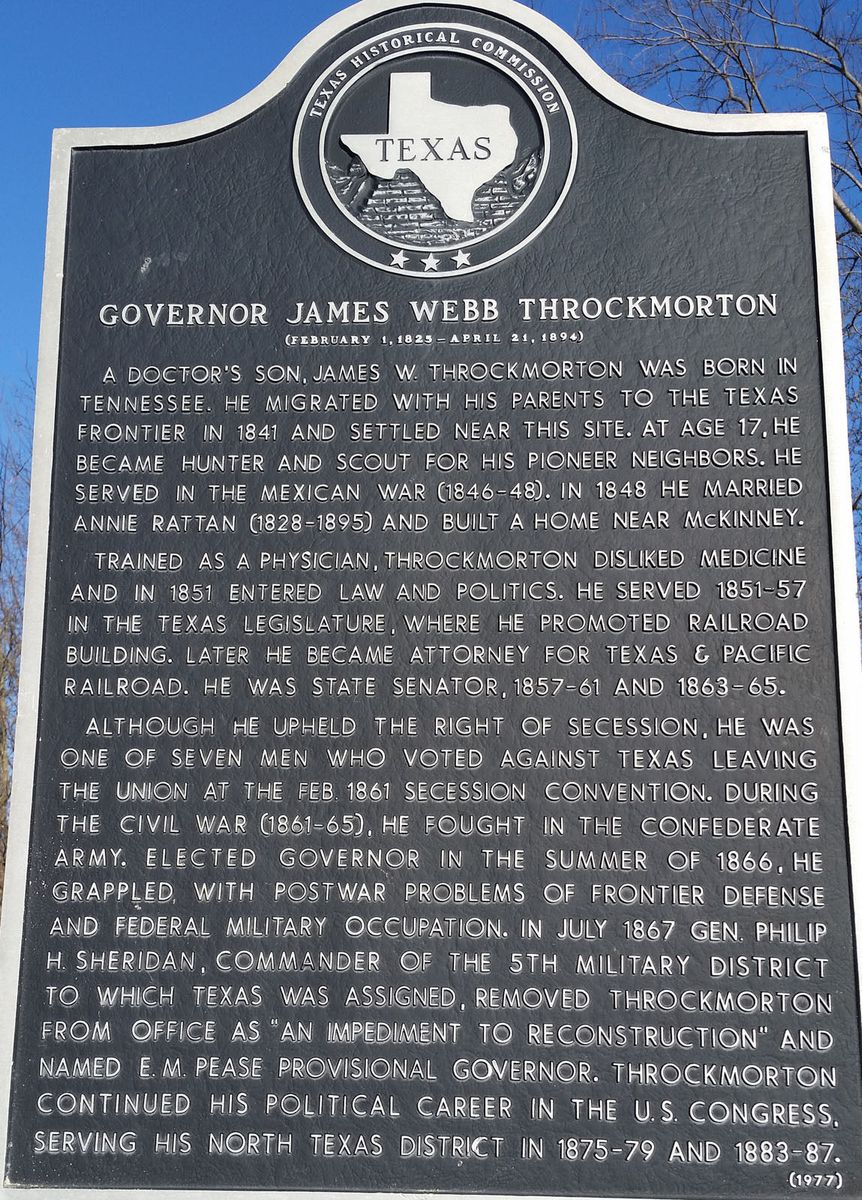 TEXAS HISTORICAL COMMISSION
TEXAS
GOVERNOR JAMES WEBB THROCKMORTON
(FEBRUARY 1, 1825 – APRIL 21, 1894)
A DOCTOR'S SON, JAMES W. THROCKMORTON WAS BORN IN
TENNESSEE. HE MIGRATED WITH HIS PARENTS TO THE TEXAS
FRONTIER IN 1841 AND SETTLED NEAR THIS SITE. AT AGE 17, HE
BECAME HUNTER AND SCOUT FOR HIS PIONEER NEIGHBORS. HE
SERVED IN THE MEXICAN WAR (1846-48). IN 1848 HE MARRIED
ANNIE RATTAN (1828-1895) AND BUILT A HOME NEAR McKINNEY.
TRAINED AS A PHYSICIAN, THROCKMORTON DISLIKED MEDICINE
AND IN 1851 ENTERED LAW AND POLITICS. HE SERVED 1851-57
IN THE TEXAS LEGISLATURE, WHERE HE PROMOTED RAILROAD
BUILDING. LATER HE BECAME ATTORNEY FOR TEXAS & PACIFIC
RAILROAD. HE WAS STATE SENATOR, 1857-61 AND 1863-65.
ALTHOUGH HE UPHELD THE RIGHT OF SECESSION, HE WAS
ONE OF SEVEN MEN WHO VOTED AGAINST TEXAS LEAVING
THE UNION AT THE FEB. 1861 SECESSION CONVENTION. DURING
THE CIVIL WAR (1861-65), HE FOUGHT IN THE CONFEDERATE
ARMY. ELECTED GOVERNOR IN THE SUMMER OF 1866, HE
GRAPPLED WITH POSTWAR PROBLEMS OF FRONTIER DEFENSE
AND FEDERAL MILITARY OCCUPATION. IN JULY 1867 GEN. PHILIP
H. SHERIDAN, COMMANDER OF THE 5TH MILITARY DISTRICT
TO WHICH TEXAS WAS ASSIGNED, REMOVED THROCKMORTON
FROM OFFICE AS "AN IMPEDIMENT TO RECONSTRUCTION" AND
NAMED E. M. PEASE PROVISIONAL GOVERNOR. THROCKMORTON
CONTINUED HIS POLITICAL CAREER IN THE U.S. CONGRESS,
SERVING HIS NORTH TEXAS DISTRICT IN 1875-79 AND 1883-87.
(1977)